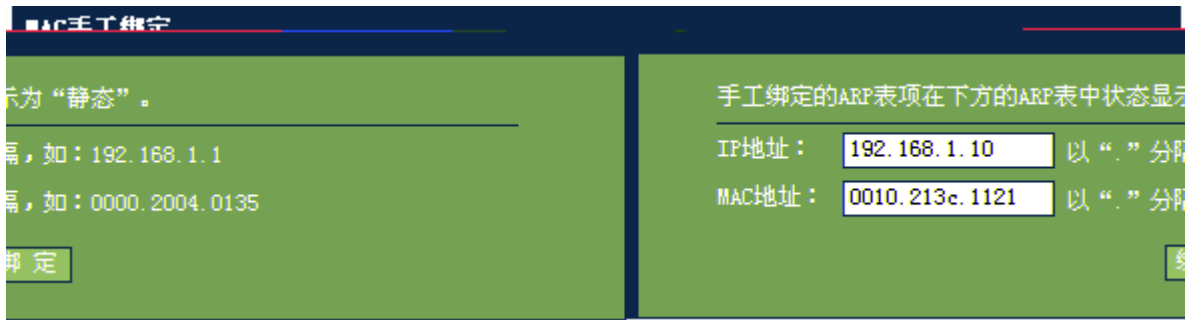 MAC手工绑定
示为“静态”。
隔，如：192.168.1.1
隔，如：0000.2004.0135
绑 定
手工绑定的ARP表项在下方的ARP表中状态显示
IP地址： 192.168.1.10 以“.”分隔
MAC地址： 0010.213c.1121 以“.”分隔